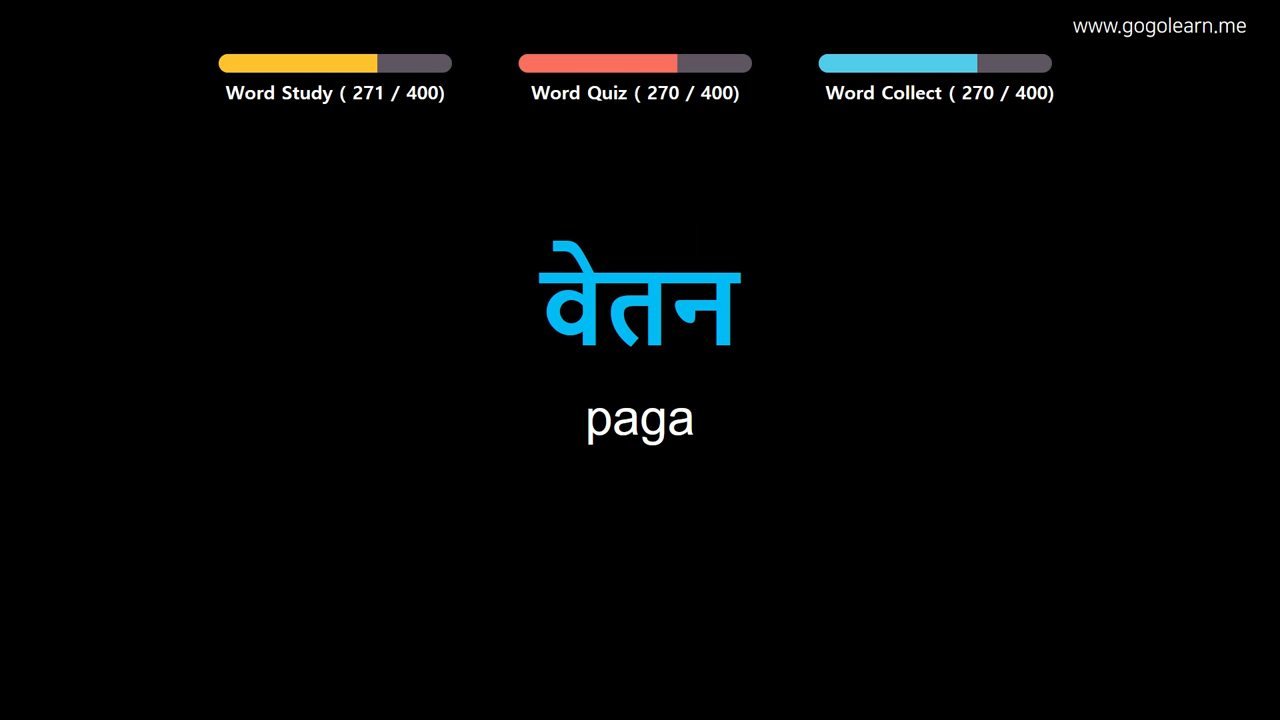 www.gogolearn.me
Word Study ( 271 / 400)
Word Quiz ( 270 / 400)
Word Collect ( 270 / 400)
वेतन
paga